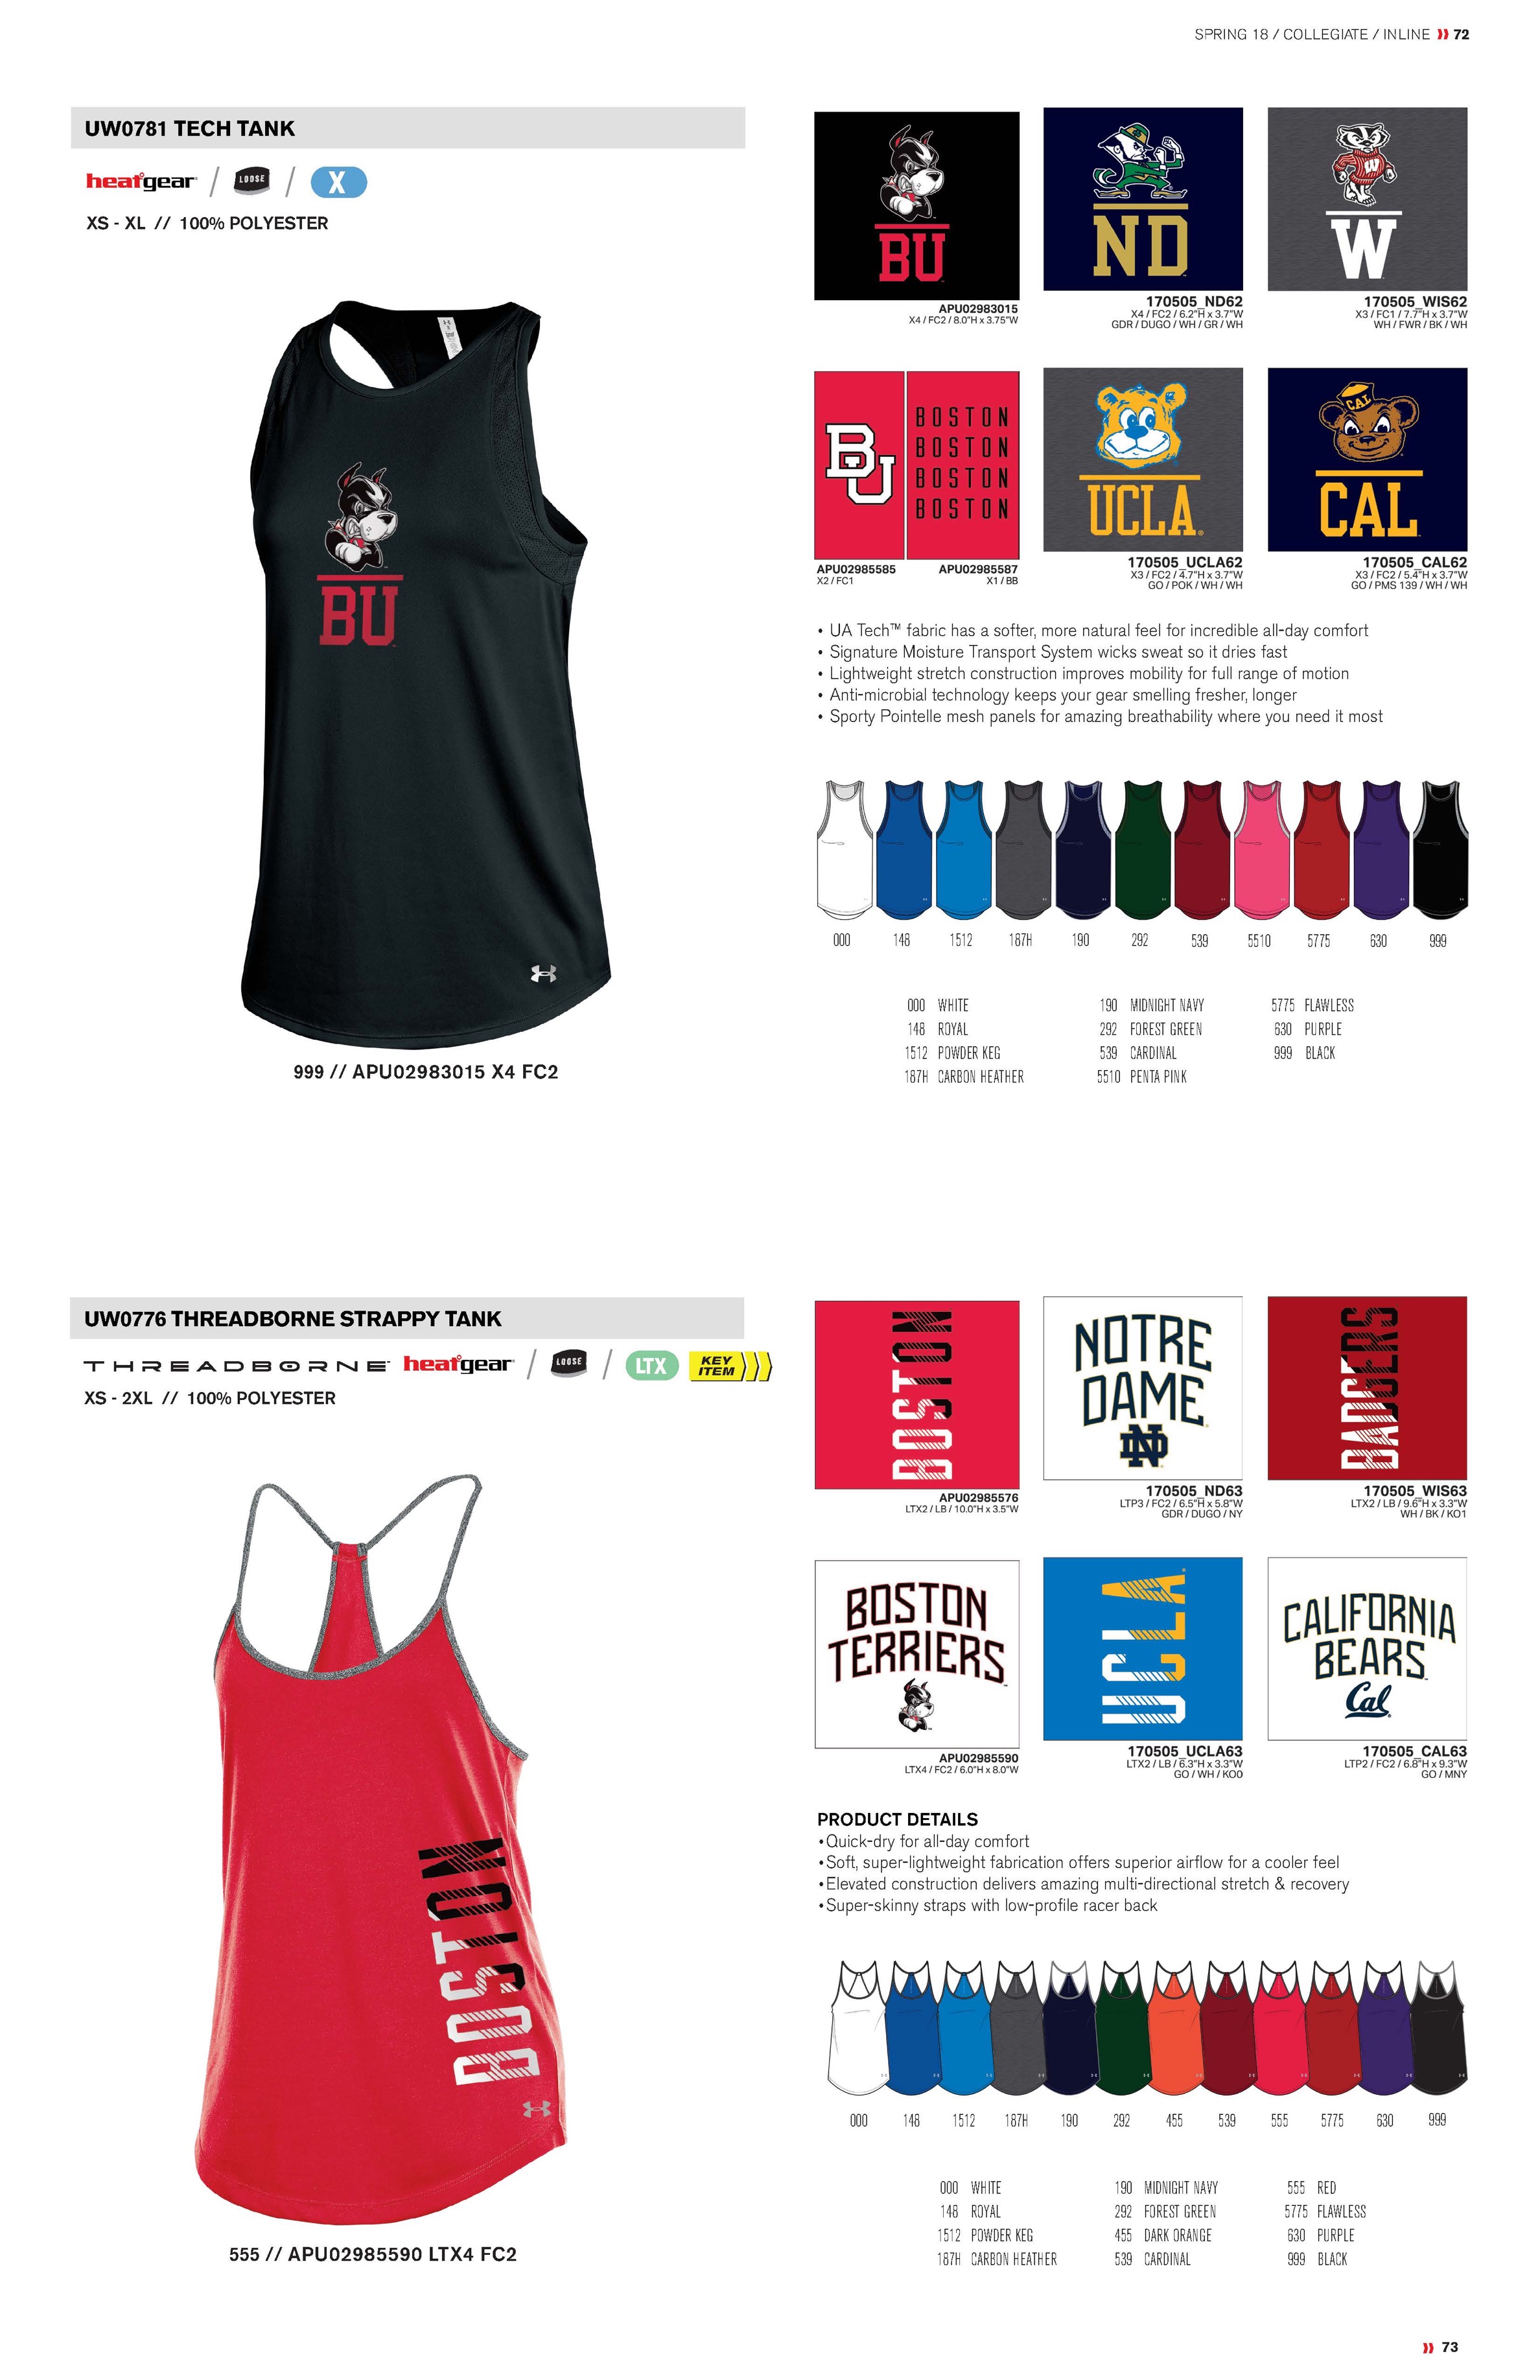 SPRING 18 / COLLEGIATE / INLINE 72
UW0781 TECH TANK
heatgear / LOOSE / X
XS - XL // 100% POLYESTER
BU
999 // APU02983015 X4 FC2
BU
APU02983015
X4 / FC2 / 8.0"H x 3.75"W
ND
170505_ND62
X4 / FC2 / 6.2"H x 3.7"W
GDR / DUGO / WH / GR / WH
W
W
170505_WIS62
X3 / FC1 / 7.7"H x 3.7"W
WH / FWR / BK / WH
BU
APU02985585
X2 / FC1
BOSTON
BOSTON
BOSTON
BOSTON
APU02985587
X1 / BB
UCLA
170505_UCLA62
X3 / FC2 / 4.7"H x 3.7"W
GO / POK / WH / WH
CAL
CAL
170505_CAL62
X3 / FC2 / 5.4"H x 3.7"W
GO / PMS 139 / WH / WH
• UA Tech™ fabric has a softer, more natural feel for incredible all-day comfort
• Signature Moisture Transport System wicks sweat so it dries fast
• Lightweight stretch construction improves mobility for full range of motion
• Anti-microbial technology keeps your gear smelling fresher, longer
• Sporty Pointelle mesh panels for amazing breathability where you need it most
000 148 1512 187H 190 292 539 5510 5775 630 999
000 WHITE
148 ROYAL
1512 POWDER KEG
187H CARBON HEATHER
190 MIDNIGHT NAVY
292 FOREST GREEN
539 CARDINAL
5510 PENTA PINK
5775 FLAWLESS
630 PURPLE
999 BLACK
UW0776 THREADBORNE STRAPPY TANK
THREADBORNE heatgear / LOOSE / LTX KEY ITEM
XS - 2XL // 100% POLYESTER
BOSTON
555 // APU02985590 LTX4 FC2
BOSTON
APU02985576
LTX2 / LB / 10.0"H x 3.5"W
NOTRE
DAME
ND
170505_ND63
LTP3 / FC2 / 6.5"H x 5.8"W
GDR / DUGO / NY
BADGERS
170505_WIS63
LTX2 / LB / 9.6"H x 3.3"W
WH / BK / KO1
BOSTON
TERRIERS
APU02985590
LTX4 / FC2 / 6.0"H x 8.0"W
UCLA
170505_UCLA63
LTX2 / LB / 6.3"H x 3.3"W
GO / WH / KO0
CALIFORNIA
BEARS
Cal
170505_CAL63
LTP2 / FC2 / 6.8"H x 9.3"W
GO / MNY
PRODUCT DETAILS
•Quick-dry for all-day comfort
•Soft, super-lightweight fabrication offers superior airflow for a cooler feel
•Elevated construction delivers amazing multi-directional stretch & recovery
•Super-skinny straps with low-profile racer back
000 148 1512 187H 190 292 455 539 555 5775 630 999
000 WHITE
148 ROYAL
1512 POWDER KEG
187H CARBON HEATHER
190 MIDNIGHT NAVY
292 FOREST GREEN
455 DARK ORANGE
539 CARDINAL
555 RED
5775 FLAWLESS
630 PURPLE
999 BLACK
73